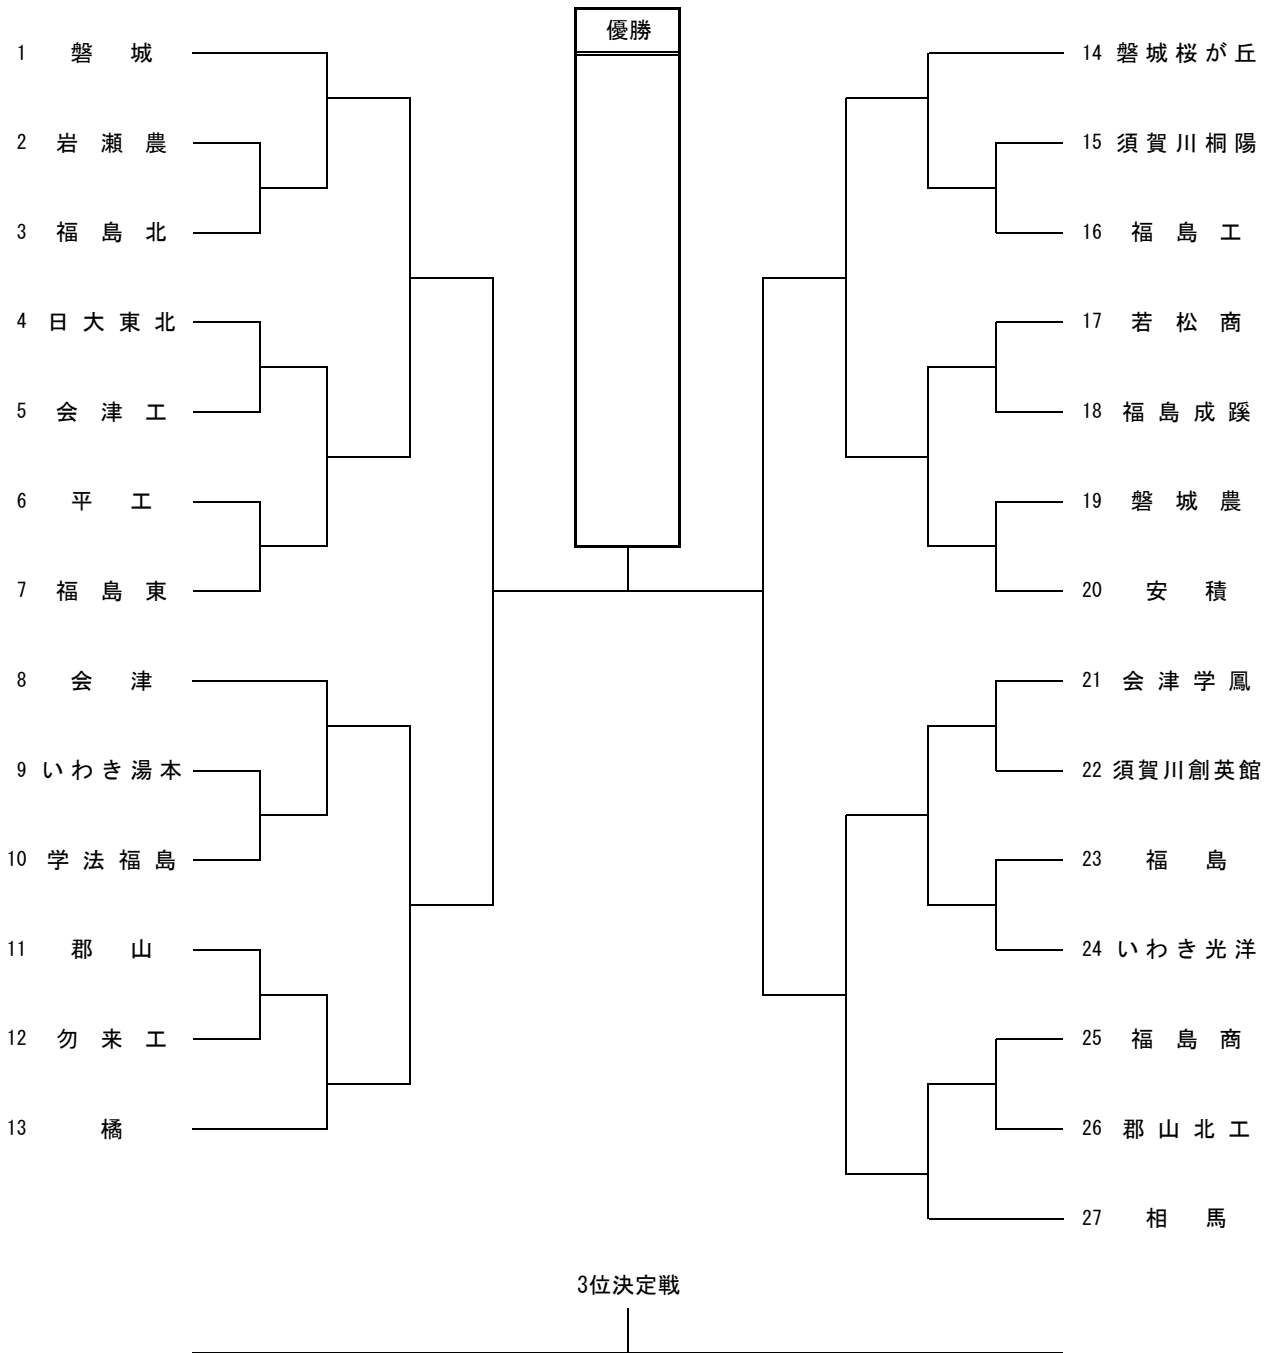 優勝
1 磐城
2 岩瀬農
3 福島北
4 日大東北
5 会津工
6 平工
7 福島東
8 会津
9 いわき湯本
10 学法福島
11 郡山
12 勿来工
13 橘
14 磐城桜が丘
15 須賀川桐陽
16 福島工
17 若松商
18 福島成蹊
19 磐城農
20 安積
21 会津学鳳
22 須賀川創英館
23 福島
24 いわき光洋
25 福島商
26 郡山北工
27 相馬
3位決定戦